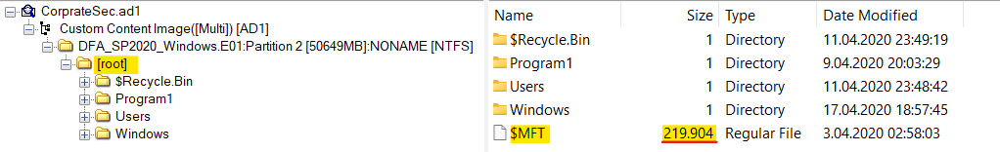 CorprateSec.ad1
Custom Content Image([Multi]) [AD1]
DFA_SP2020_Windows.E01:Partition 2 [50649MB]:NONAME [NTFS]
[root]
$Recycle.Bin
Program1
Users
Windows
Name Size Type Date Modified
$Recycle.Bin 1 Directory 11.04.2020 23:49:19
Program1 1 Directory 9.04.2020 20:03:29
Users 1 Directory 11.04.2020 23:48:42
Windows 1 Directory 17.04.2020 18:57:45
$MFT 219.904 Regular File 3.04.2020 02:58:03